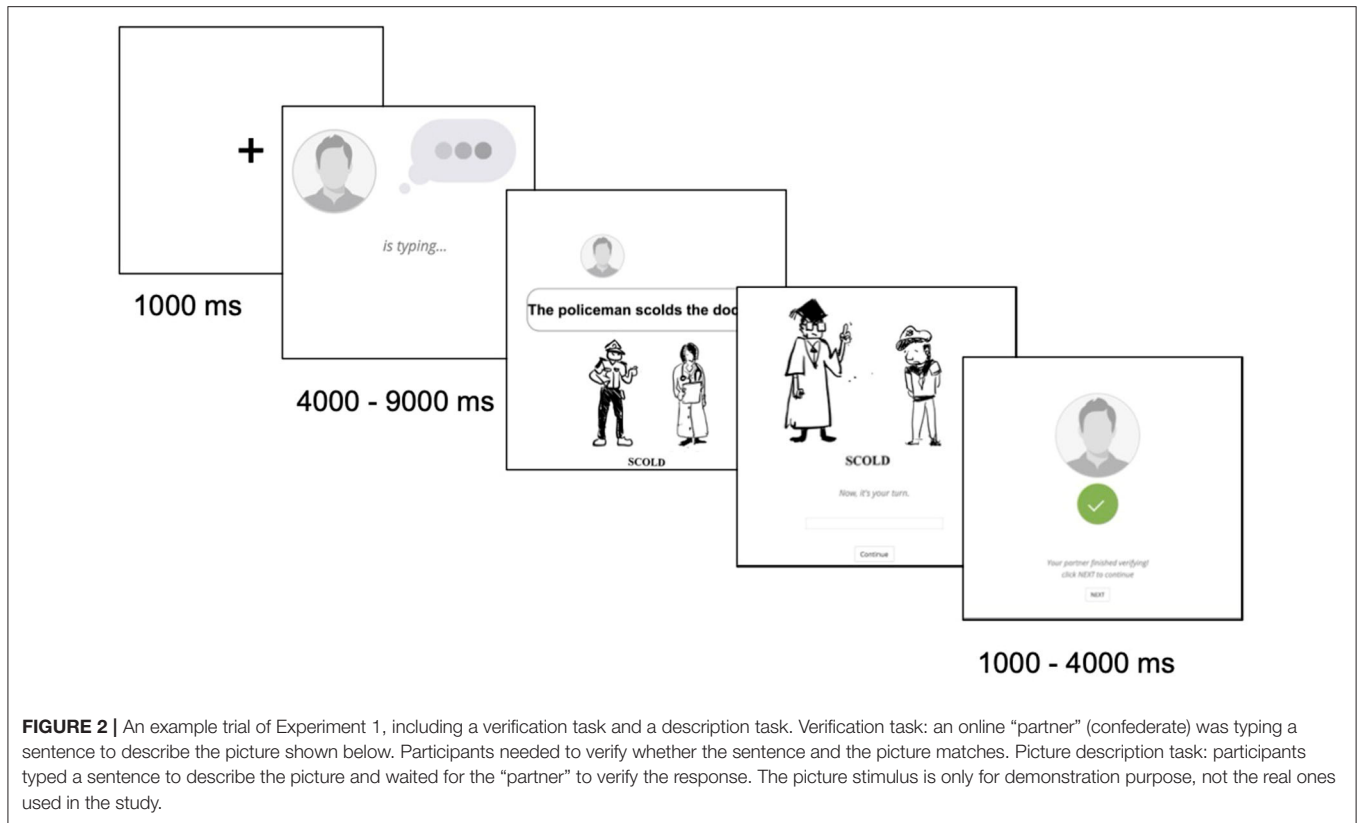 +
1000 ms
is typing...
4000 - 9000 ms
The policeman scolds the doc
SCOLD
SCOLD
Now, it's your turn.
Continue
Your partner finished verifying!
click NEXT to continue
NEXT
1000 - 4000 ms
FIGURE 2 | An example trial of Experiment 1, including a verification task and a description task. Verification task: an online “partner” (confederate) was typing a
sentence to describe the picture shown below. Participants needed to verify whether the sentence and the picture matches. Picture description task: participants
typed a sentence to describe the picture and waited for the “partner” to verify the response. The picture stimulus is only for demonstration purpose, not the real ones
used in the study.